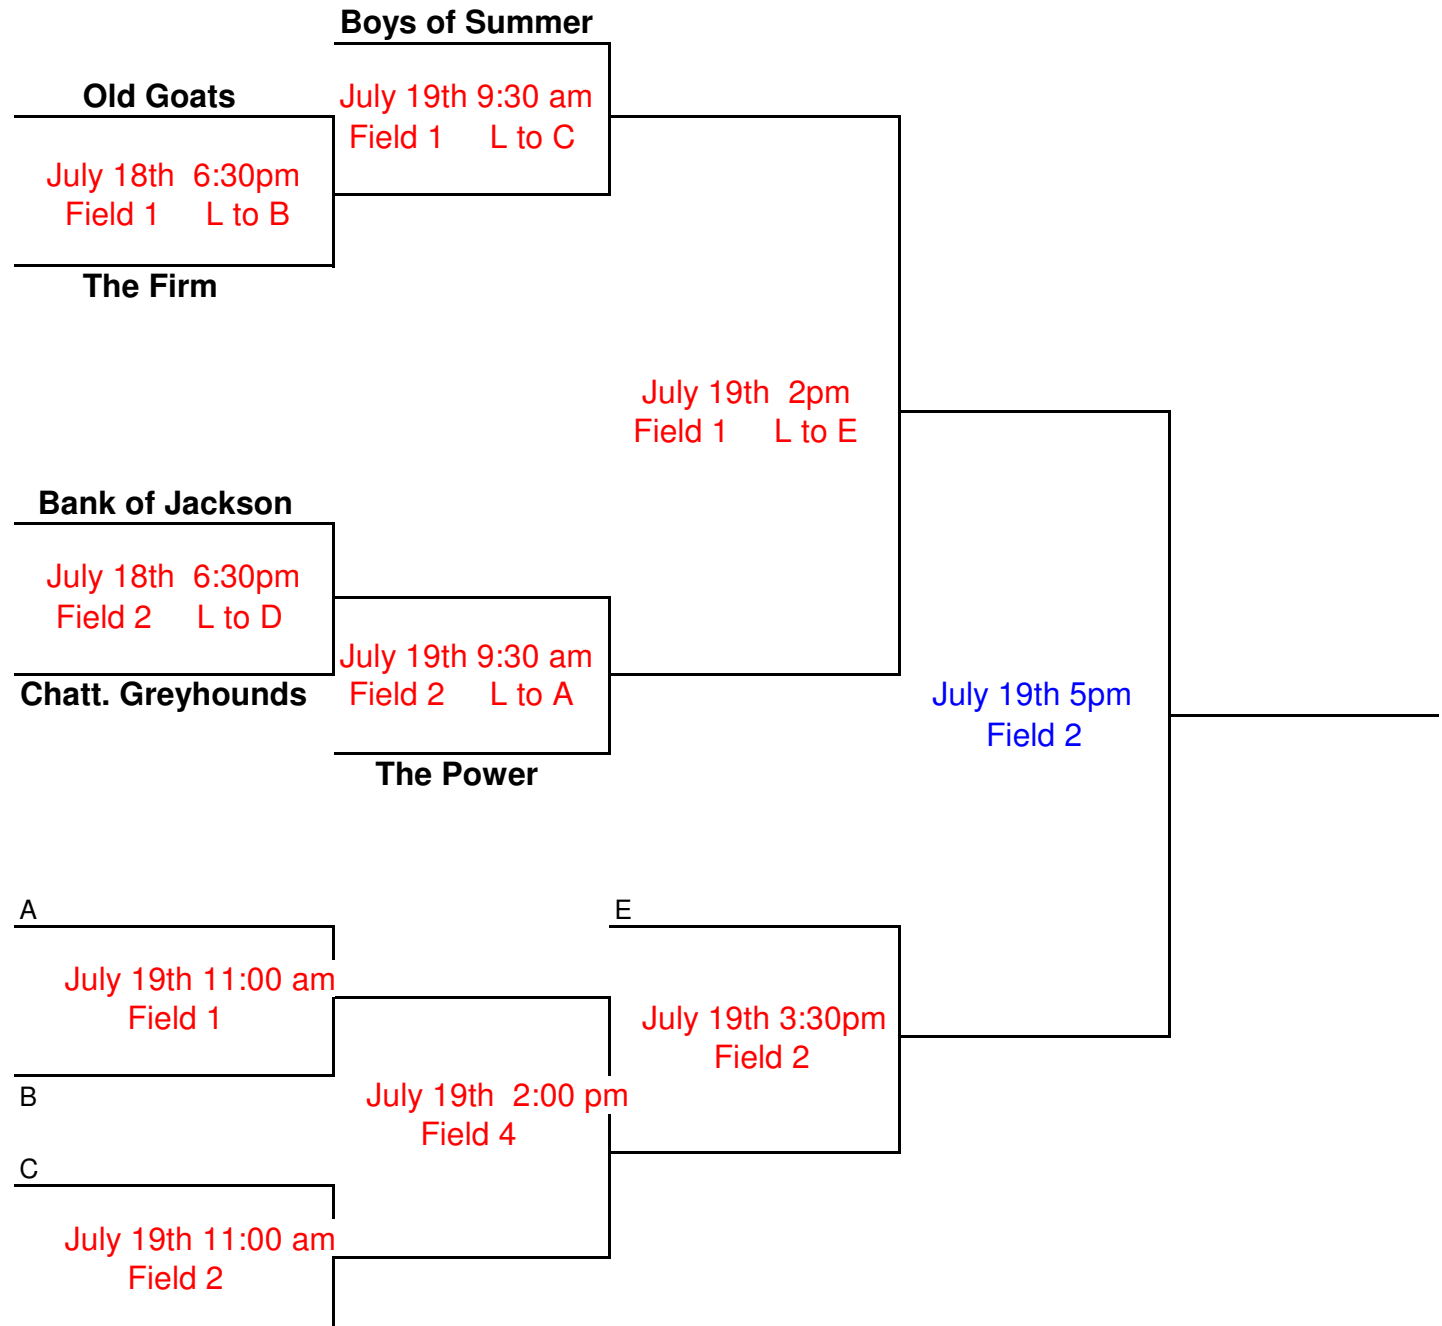 Boys of Summer
Old Goats
July 19th 9:30 am
Field 1 L to C
July 18th 6:30pm
Field 1 L to B
The Firm
July 19th 2pm
Field 1 L to E
Bank of Jackson
July 18th 6:30pm
Field 2 L to D
July 19th 9:30 am
Field 2 L to A
Chatt. Greyhounds
July 19th 5pm
Field 2
The Power
A
E
July 19th 11:00 am
Field 1
July 19th 3:30pm
Field 2
B
July 19th 2:00 pm
Field 4
C
July 19th 11:00 am
Field 2